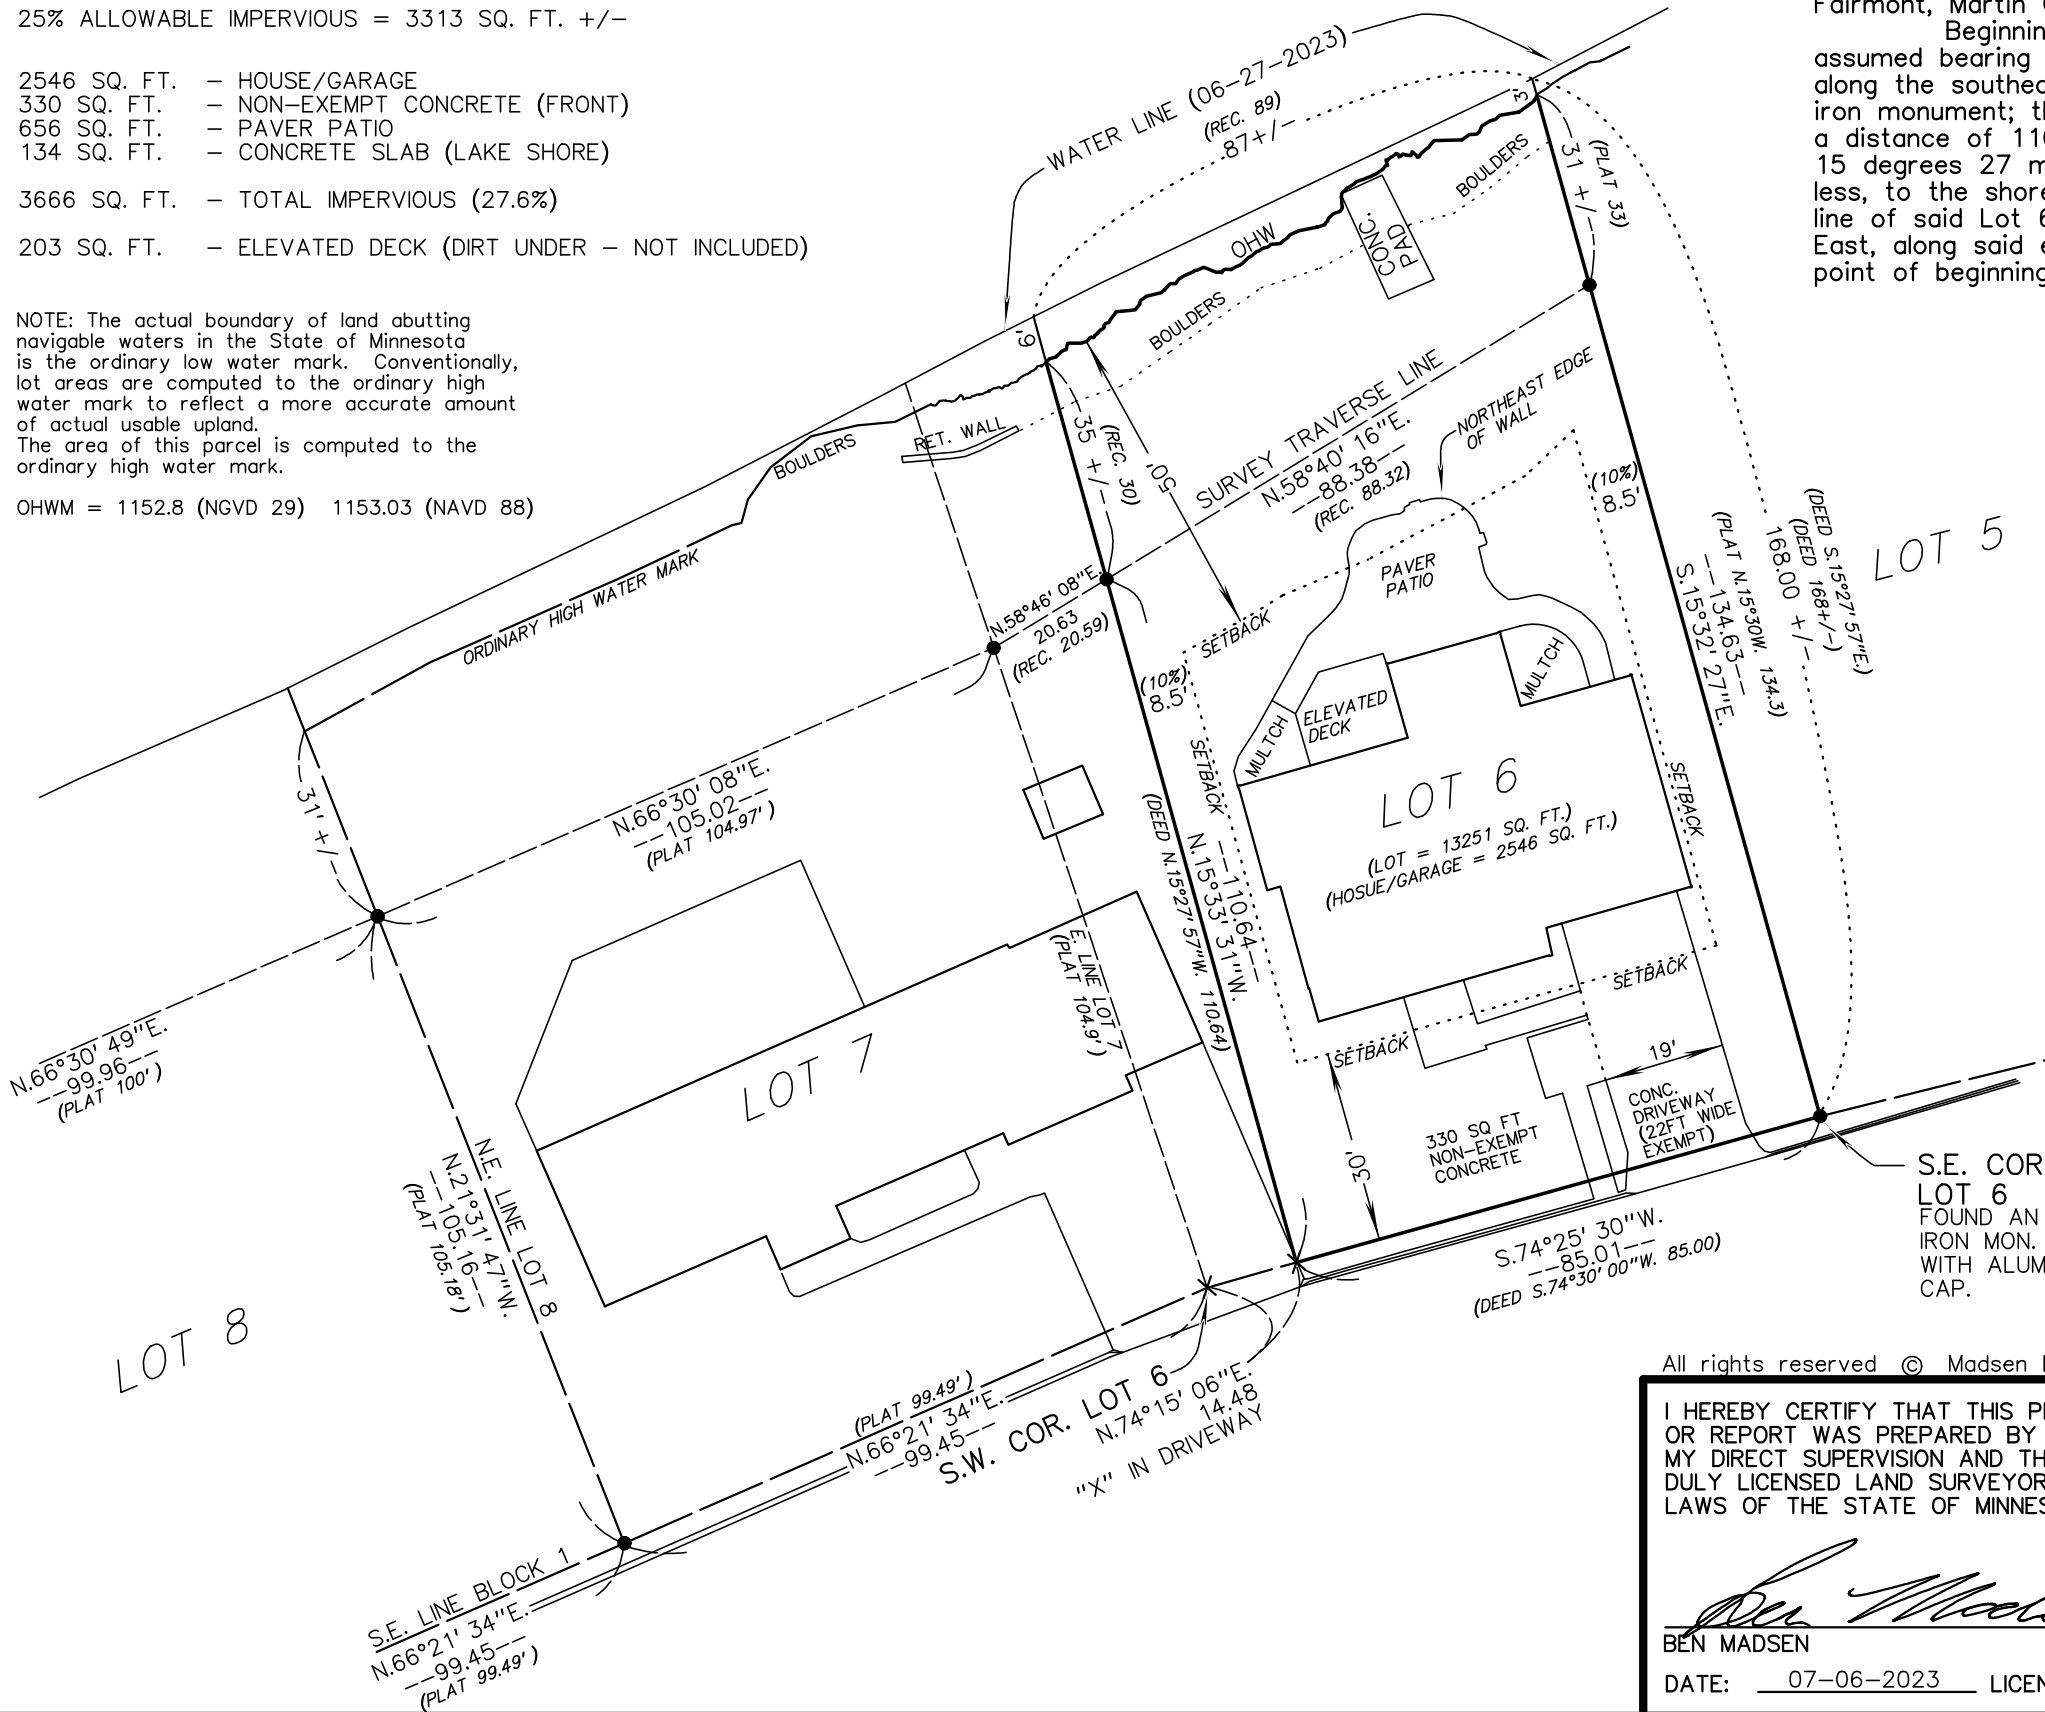 25% ALLOWABLE IMPERVIOUS = 3313 SQ. FT. +/-
2546 SQ. FT. - HOUSE/GARAGE
330 SQ. FT. - NON-EXEMPT CONCRETE (FRONT)
656 SQ. FT. - PAVER PATIO
134 SQ. FT. - CONCRETE SLAB (LAKE SHORE)
3666 SQ. FT. - TOTAL IMPERVIOUS (27.6%)
203 SQ. FT. - ELEVATED DECK (DIRT UNDER - NOT INCLUDED)
NOTE: The actual boundary of land abutting
navigable waters in the State of Minnesota
is the ordinary low water mark. Conventionally,
lot areas are computed to the ordinary high
water mark to reflect a more accurate amount
of actual usable upland.
The area of this parcel is computed to the
ordinary high water mark.
OHWM = 1152.8 (NGVD 29) 1153.03 (NAVD 88)
Fairmont, Martin
Beginnin
assumed bearing
along the southea
iron monument; th
a distance of 110
15 degrees 27 m
less, to the shore
line of said Lot 6
East, along said e
point of beginning
WATER LINE (06-27-2023)
(REC. 89)
87+/-
3'
31 +/-
(PLAT 33)
BOULDERS
CONC.
PAD
OHW
BOULDERS
9'
RET. WALL
BOULDERS
35 +/-
(REC. 30)
50'
SURVEY TRAVERSE LINE
N.58°40' 16"E.
--88.38--
(REC. 88.32)
NORTHEAST EDGE
OF WALL
(10%)
8.5'
ORDINARY HIGH WATER MARK
N.58°46' 08"E.
20.63
(REC. 20.59)
SETBACK
PAVER
PATIO
(10%)
8.5'
MULTCH
ELEVATED
DECK
MULTCH
SETBACK
SETBACK
LOT 6
(LOT = 13251 SQ. FT.)
(HOSUE/GARAGE = 2546 SQ. FT.)
(PLAT N.15°30W. 134.3)
--134.63--
S.15°32' 27"E.
(DEED S.15°27' 57"E.)
(DEED 168+/-)
168.00 +/-
LOT 5
31' +/-
N.66°30' 08"E.
--105.02--
(PLAT 104.97')
(DEED N.15°27' 57"W. 110.64)
N.15°33' 31"W.
--110.64--
E. LINE LOT 7
(PLAT 104.9')
SETBACK
SETBACK
N.66°30' 49"E.
--99.96--
(PLAT 100')
LOT 7
19'
CONC.
DRIVEWAY
(22FT WIDE
EXEMPT)
330 SQ FT
NON-EXEMPT
CONCRETE
30'
N.E. LINE LOT 8
N.21°31' 47"W.
--105.16--
(PLAT 105.18')
S.74°25' 30"W.
--85.01--
(DEED S.74°30' 00"W. 85.00)
S.E. COR
LOT 6
FOUND AN
IRON MON.
WITH ALUM
CAP.
LOT 8
(PLAT 99.49')
N.66°21' 34"E.
--99.45--
S.W. COR. LOT 6
N.74°15' 06"E.
14.48
"X" IN DRIVEWAY
S.E. LINE BLOCK 1
N.66°21' 34"E.
--99.45--
(PLAT 99.49')
All rights reserved © Madsen
I HEREBY CERTIFY THAT THIS P
OR REPORT WAS PREPARED BY
MY DIRECT SUPERVISION AND TH
DULY LICENSED LAND SURVEYOR
LAWS OF THE STATE OF MINNES
Ben Mads
BEN MADSEN
DATE: 07-06-2023 LICEN